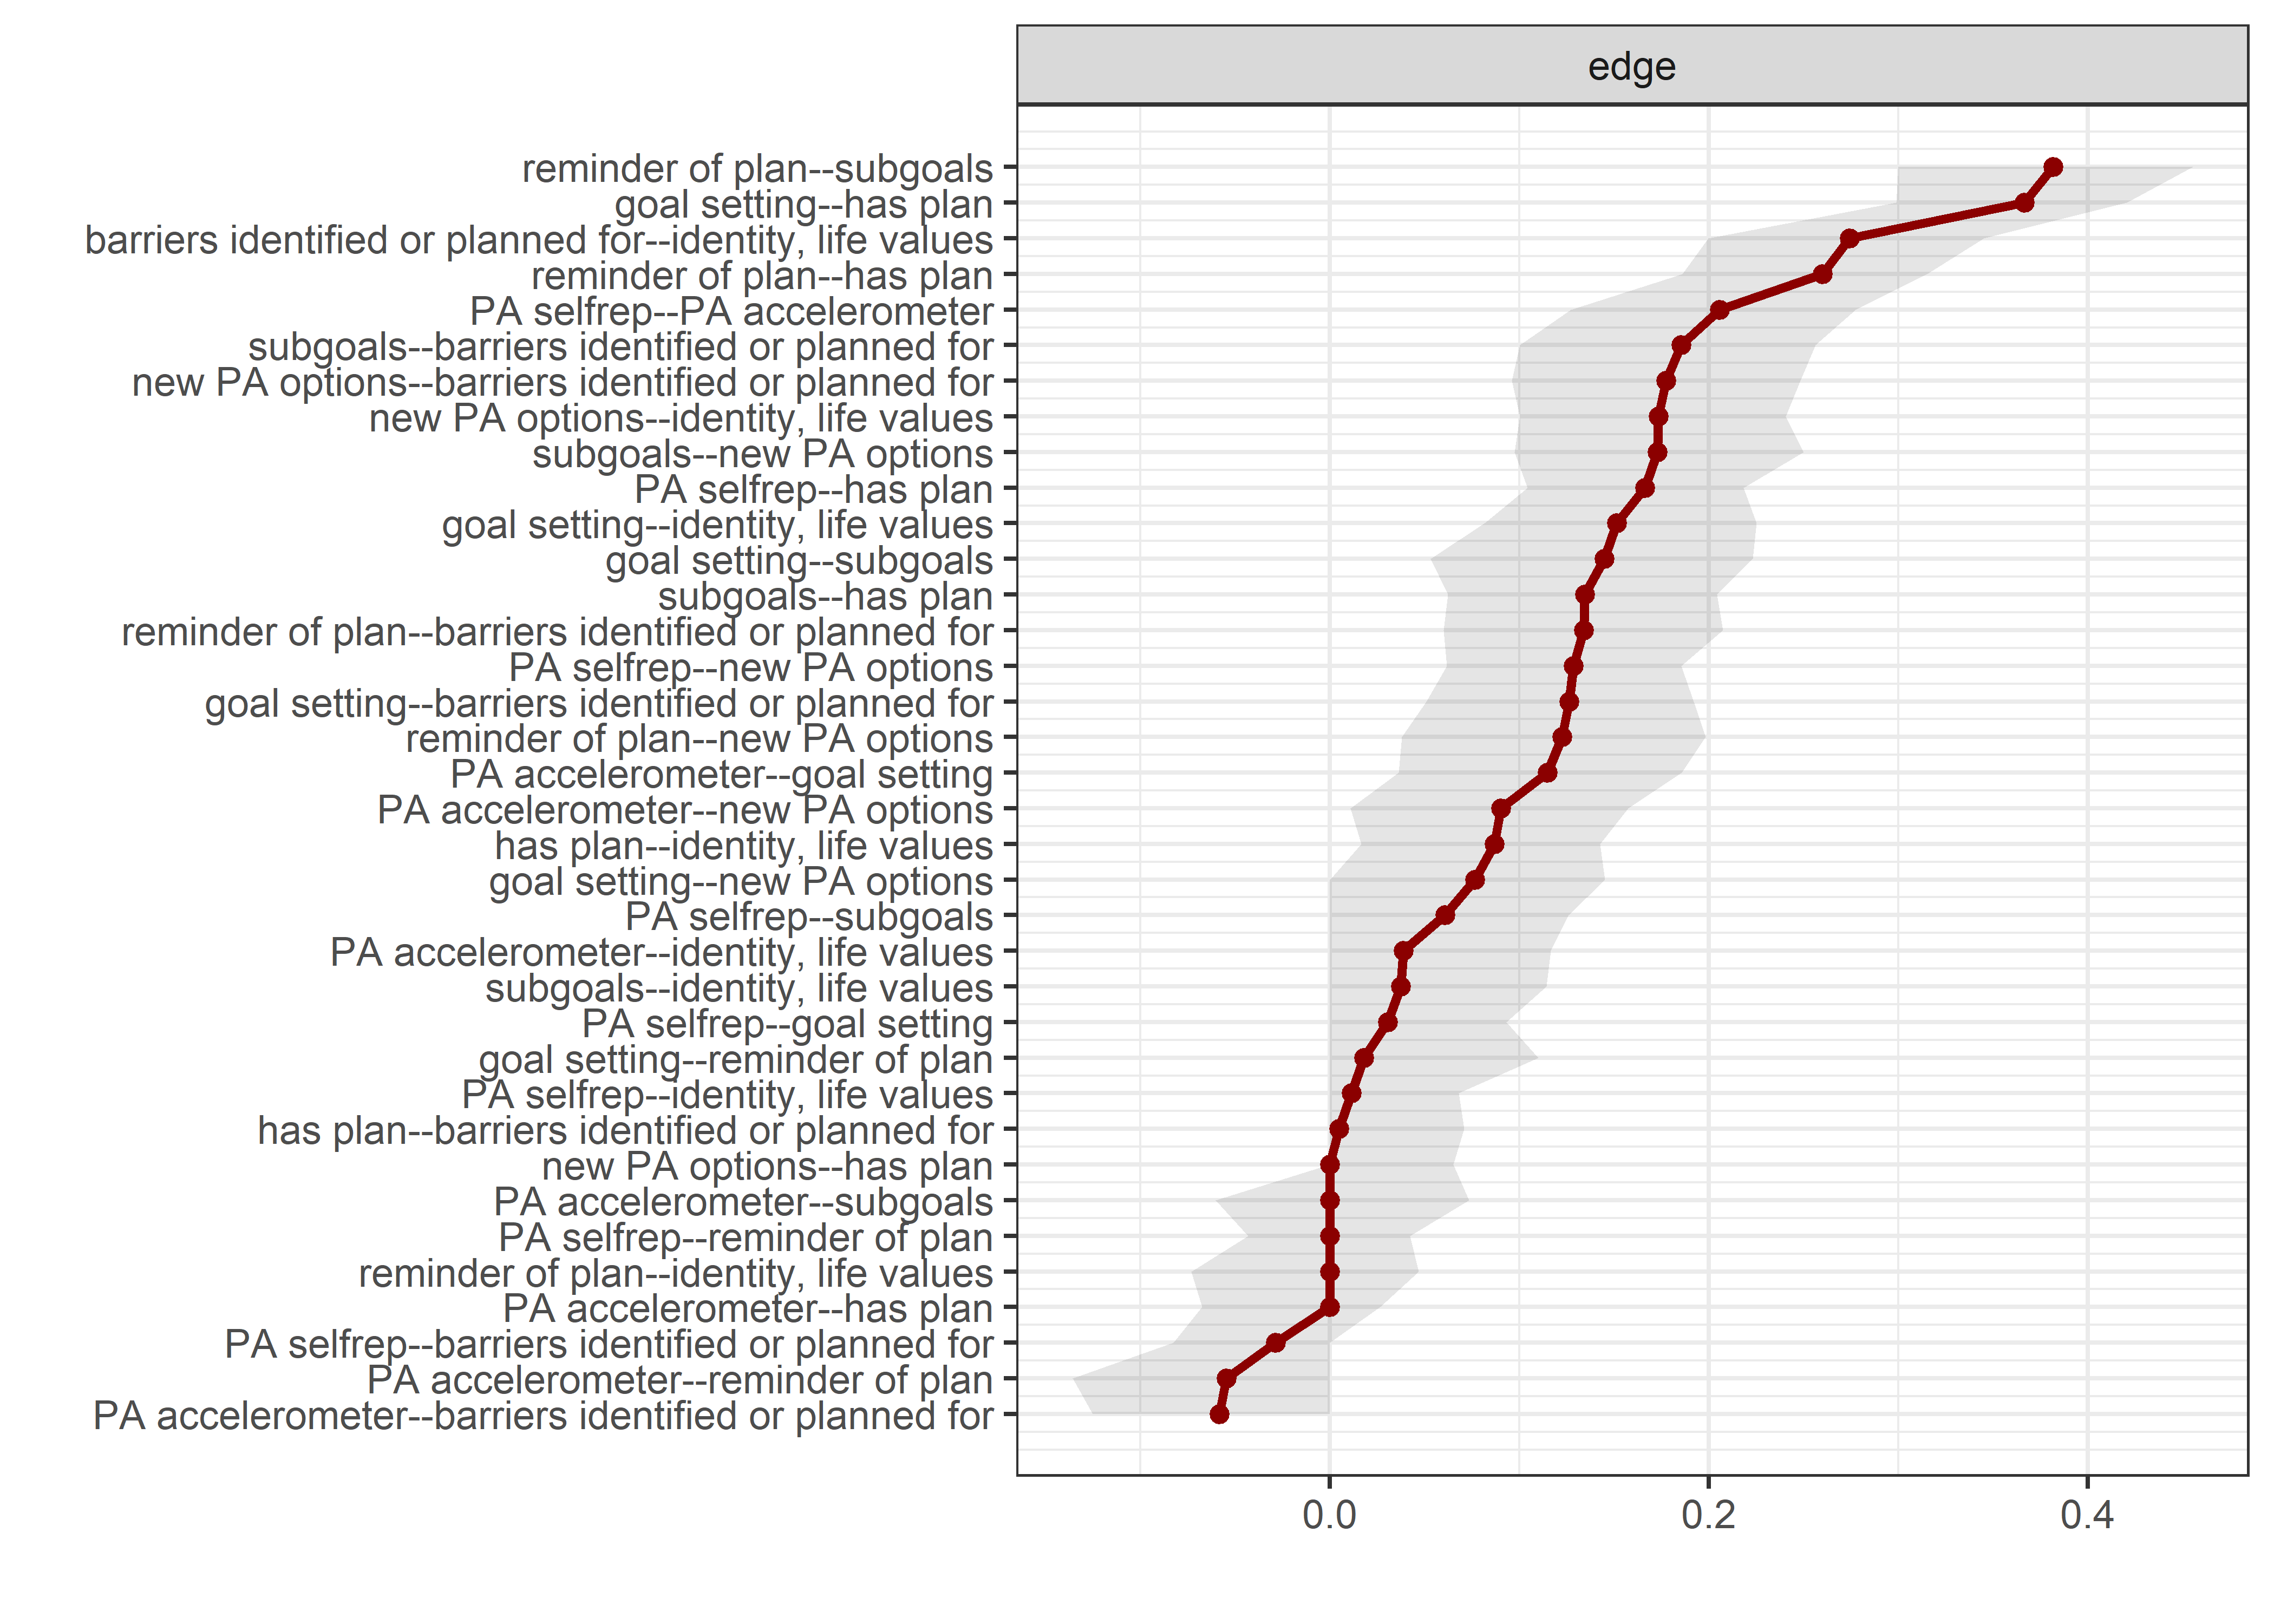 edge
reminder of plan--subgoals
goal setting--has plan
barriers identified or planned for--identity, life values
reminder of plan--has plan
PA selfrep--PA accelerometer
subgoals--barriers identified or planned for
new PA options--barriers identified or planned for
new PA options--identity, life values
subgoals--new PA options
PA selfrep--has plan
goal setting--identity, life values
goal setting--subgoals
subgoals--has plan
reminder of plan--barriers identified or planned for
PA selfrep--new PA options
goal setting--barriers identified or planned for
reminder of plan--new PA options
PA accelerometer--goal setting
PA accelerometer--new PA options
has plan--identity, life values
goal setting--new PA options
PA selfrep--subgoals
PA accelerometer--identity, life values
subgoals--identity, life values
PA selfrep--goal setting
goal setting--reminder of plan
PA selfrep--identity, life values
has plan--barriers identified or planned for
new PA options--has plan
PA accelerometer--subgoals
PA selfrep--reminder of plan
reminder of plan--identity, life values
PA accelerometer--has plan
PA selfrep--barriers identified or planned for
PA accelerometer--reminder of plan
PA accelerometer--barriers identified or planned for
0.0 0.2 0.4